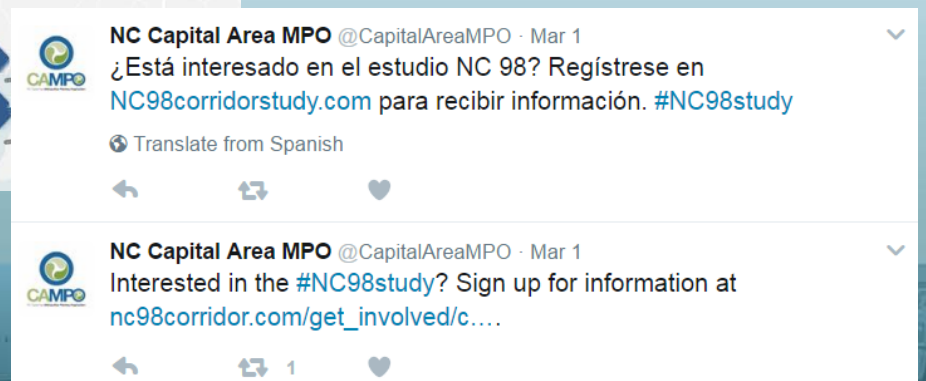 NC Capital Area MPO @CapitalAreaMPO · Mar 1
¿Está interesado en el estudio NC 98? Regístrese en
NC98corridorstudy.com para recibir información. #NC98study
CAMPO
Translate from Spanish
NC Capital Area MPO @CapitalAreaMPO · Mar 1
Interested in the #NC98study? Sign up for information at
nc98corridor.com/get_involved/c….
CAMPO
1